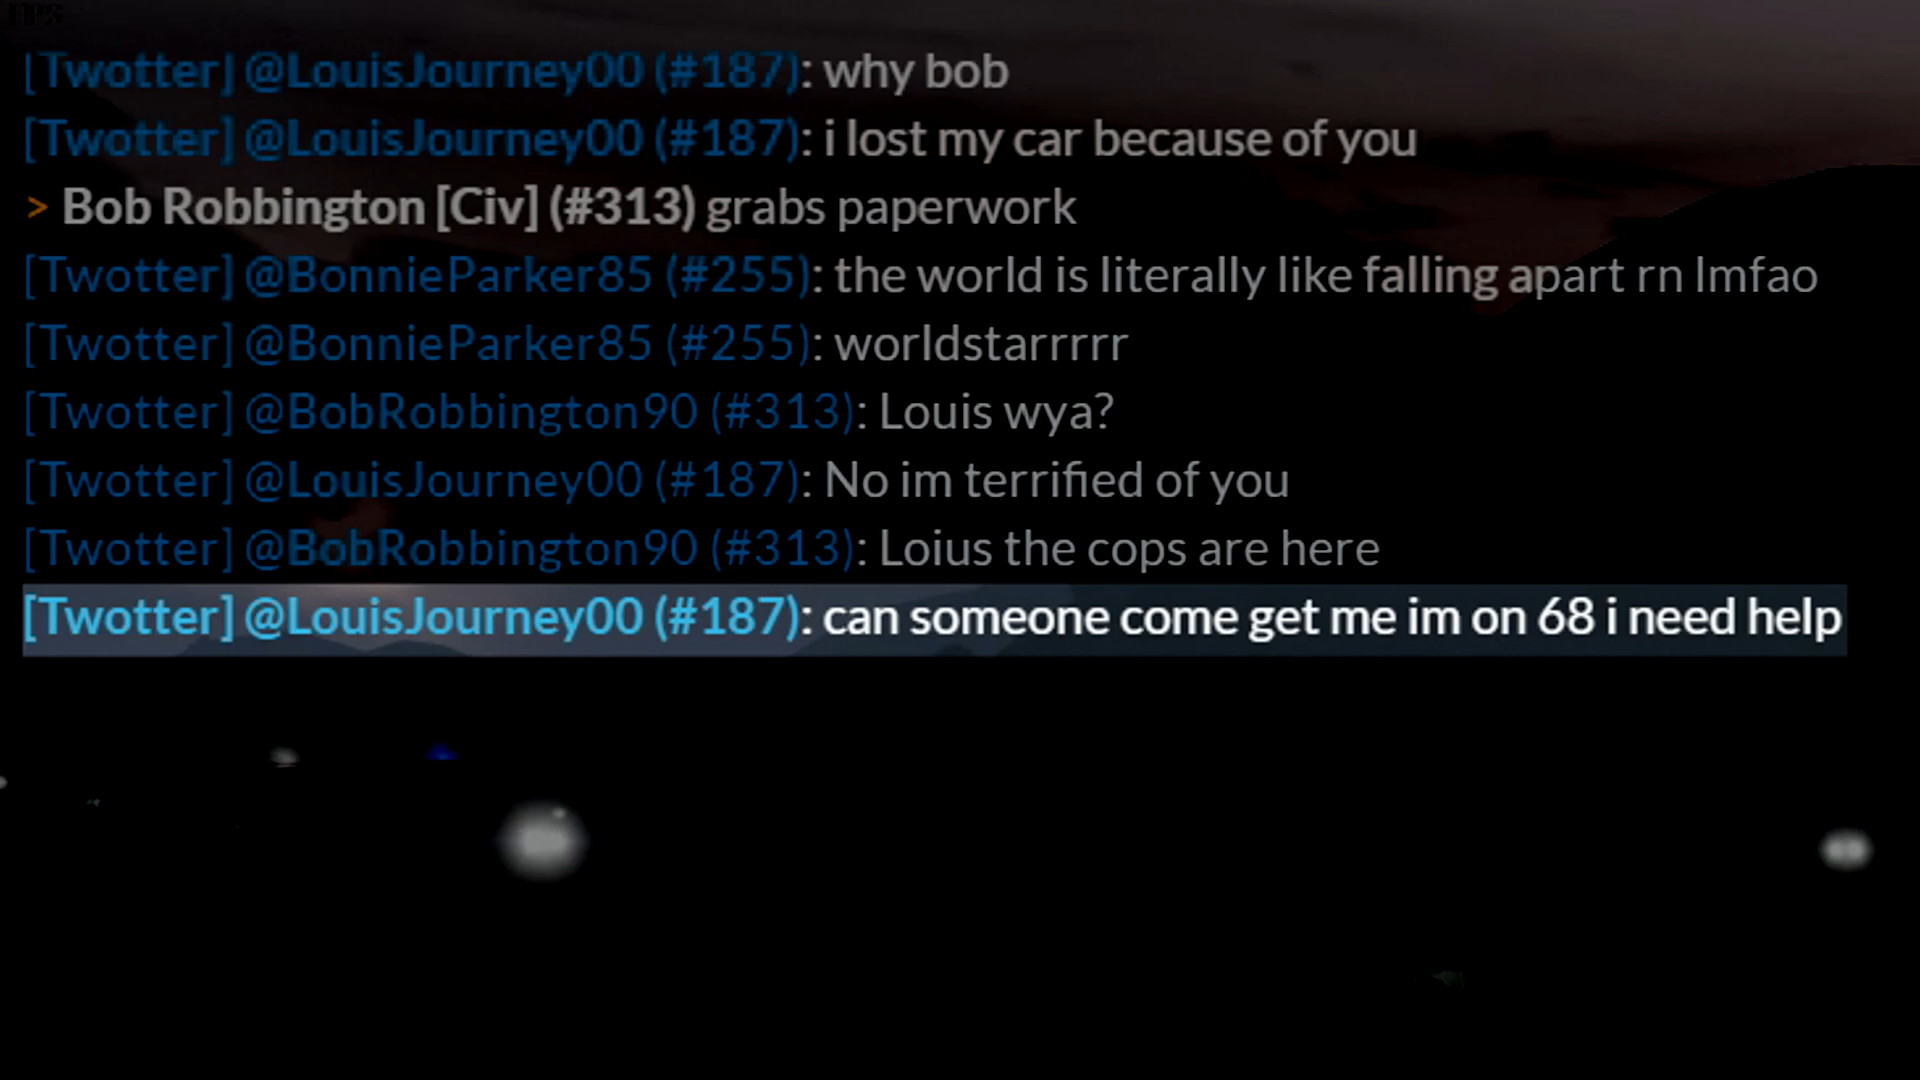 [Twotter] @LouisJourney00 (#187): why bob
[Twotter] @LouisJourney00 (#187): i lost my car because of you
> Bob Robbington [Civ] (#313) grabs paperwork
[Twotter] @BonnieParker85 (#255): the world is literally like falling apart rn lmfao
[Twotter] @BonnieParker85 (#255): worldstarrrrr
[Twotter] @BobRobbington90 (#313): Louis wya?
[Twotter] @LouisJourney00 (#187): No im terrified of you
[Twotter] @BobRobbington90 (#313): Loius the cops are here
[Twotter] @LouisJourney00 (#187): can someone come get me im on 68 i need help